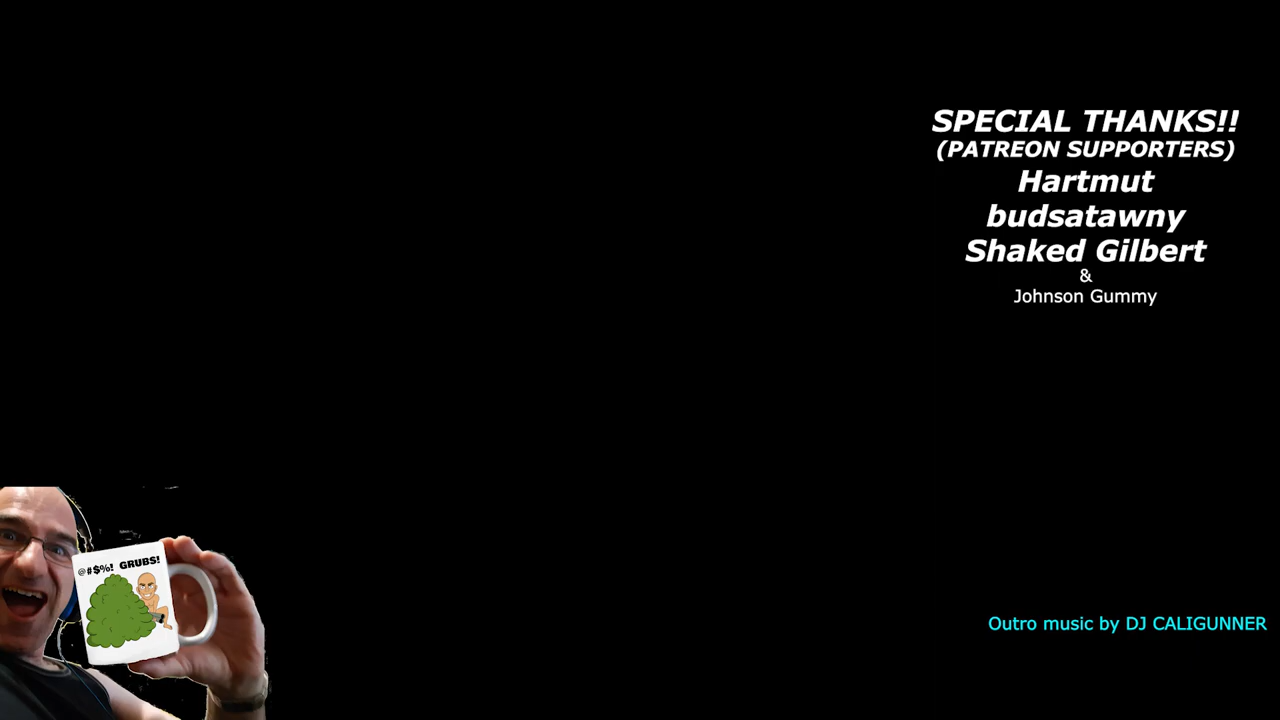 SPECIAL THANKS!!
(PATREON SUPPORTERS)
Hartmut
budsatawny
Shaked Gilbert
&
Johnson Gummy
@#$%! GRUBS!
Outro music by DJ CALIGUNNER